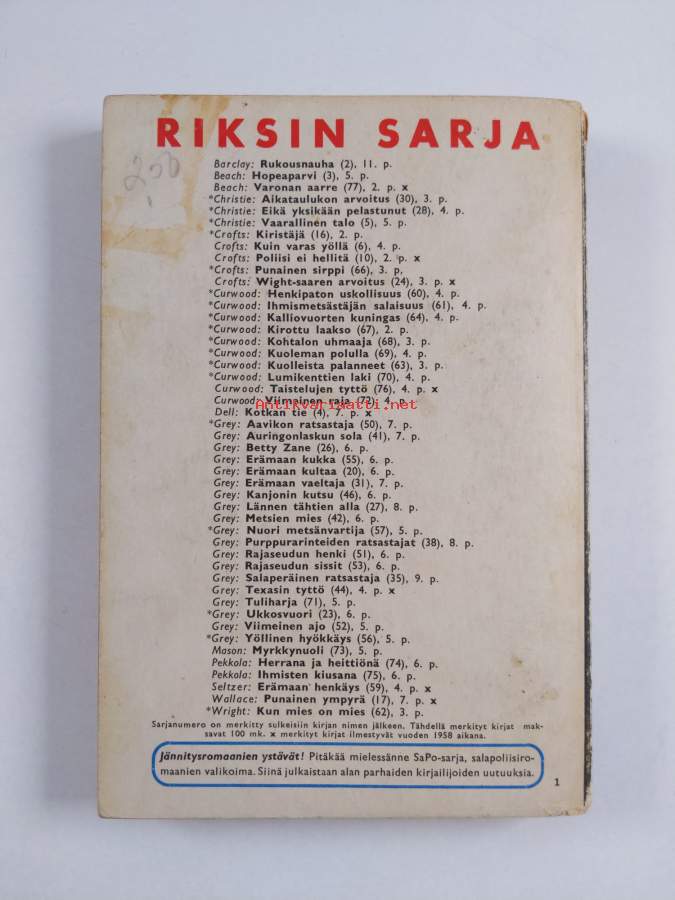 RIKSIN SARJA
258
Barclay: Rukousnauha (2), 11. p.
Beach: Hopeaparvi (3), 5. p.
Beach: Varonan aarre (77), 2. p. x
*Christie: Aikataulukon arvoitus (30), 3. p.
*Christie: Eikä yksikään pelastunut (28), 4. p.
*Christie: Vaarallinen talo (5), 5. p.
*Crofts: Kiristäjä (16), 2. p.
Crofts: Kuin varas yöllä (6), 4. p.
Crofts: Poliisi ei hellitä (10), 2. p. x
*Crofts: Punainen sirppi (66), 3. p,
Crofts: Wight-saaren arvoitus (24), 3. p. x
*Curwood: Henkipaton uskollisuus (60), 4. p.
*Curwood: Ihmismetsästäjän salaisuus (61), 4. p.
*Curwood: Kalliovuorten kuningas (64), 4. p.
*Curwood: Kirottu laakso (67), 2. p.
*Curwood: Kohtalon uhmaaja (68), 3. p.
*Curwood: Kuoleman polulla (69), 4. p.
*Curwood: Kuolleista palanneet (63), 3. p.
*Curwood: Lumikenttien laki (70), 4. p.
Curwood: Taistelujen tyttö (76), 4. p. x
Curwood: Viimeinen raja (72), 4. p.
Antikvariaatti.net
Dell: Kotkan tie (4), 7. p. x
*Grey: Aavikon ratsastaja (50), 7. p.
Grey: Auringonlaskun sola (41), 7. p.
Grey: Betty Zane (26), 6. p.
Grey: Erämaan kukka (55), 6. p.
Grey: Erämaan kultaa (20), 6. p.
Grey: Erämaan vaeltaja (31), 7. p.
Grey: Kanjonin kutsu (46), 6. p.
Grey: Lännen tähtien alla (27), 8. p.
Grey: Metsien mies (42), 6. p.
*Grey: Nuori metsänvartija (57), 5. p.
Grey: Purppurarinteiden ratsastajat (38), 8. p.
Grey: Rajaseudun henki (51), 6. p.
Grey: Rajaseudun sissit (53), 6. p.
Grey: Salaperäinen ratsastaja (35), 9. p.
Grey: Texasin tyttö (44), 4. p. x
Grey: Tuliharja (71), 5. p.
*Grey: Ukkosvuori (23), 6. p.
Grey: Viimeinen ajo (52), 5. p.
*Grey: Yöllinen hyökkäys (56), 5. p.
Mason: Myrkkynuoli (73), 5. p.
Pekkola: Herrana ja heittiönä (74), 6. p.
Pekkola: Ihmisten kiusana (75), 6. p.
Seltzer: Erämaan henkäys (59), 4. p. x
Wallace: Punainen ympyrä (17), 7. p. x
*Wright: Kun mies on mies (62), 3. p.
Sarjanumero on merkitty sulkeisiin kirjan nimen jälkeen. Tähdellä merkityt kirjat mak-
savat 100 mk. x merkityt kirjat ilmestyvät vuoden 1958 aikana.
Jännitysromaanien ystävät! Pitäkää mielessänne SaPo-sarja, salapoliisiro-
maanien valikoima. Siinä julkaistaan alan parhaiden kirjailijoiden uutuuksia.
1